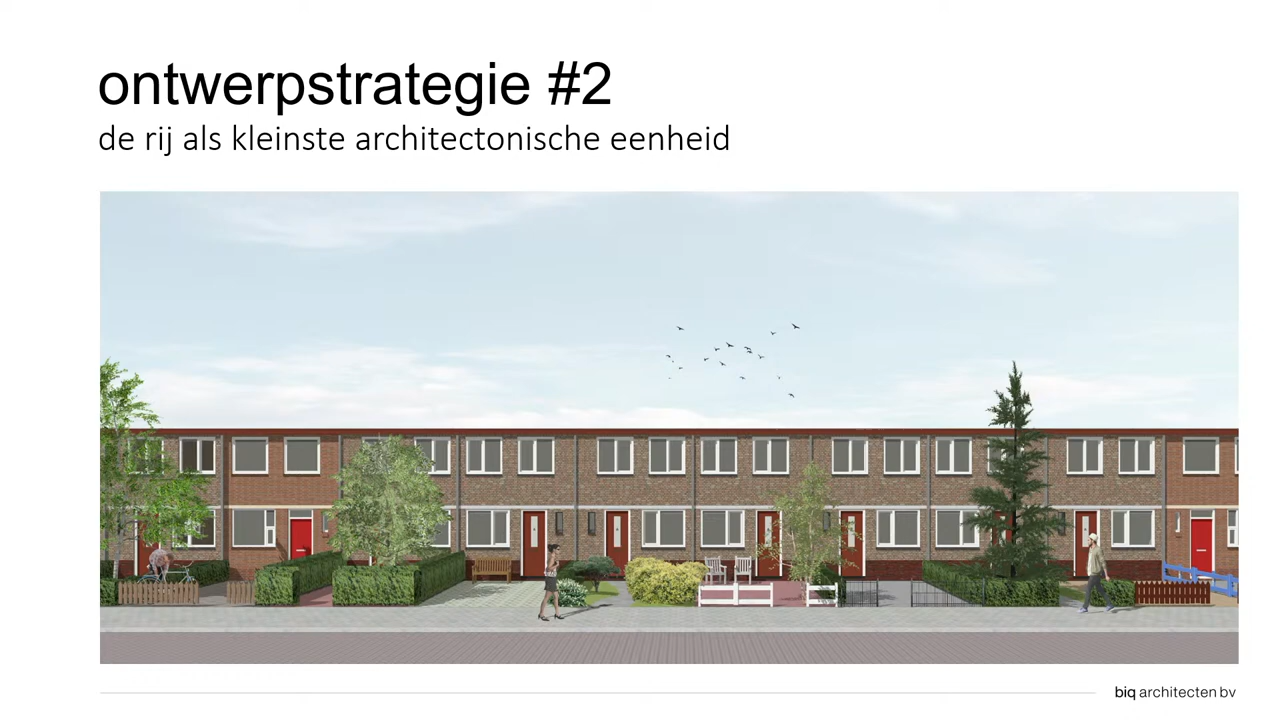 ontwerpstrategie #2
de rij als kleinste architectonische eenheid
biq architecten bv